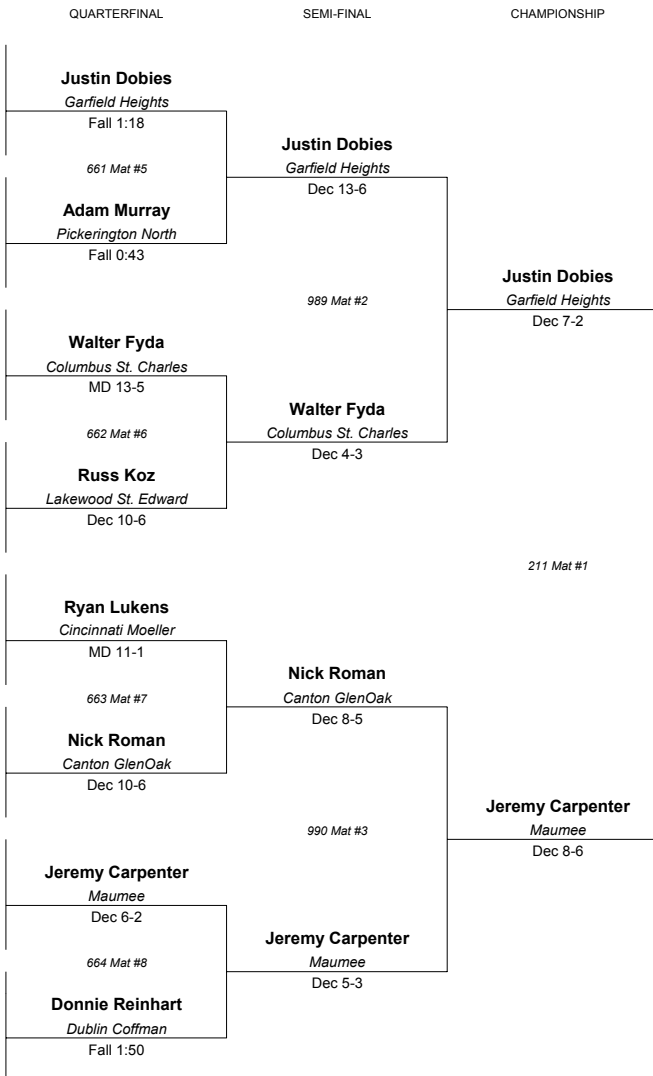 QUARTERFINAL SEMI-FINAL CHAMPIONSHIP
Justin Dobies
Garfield Heights
Fall 1:18
661 Mat #5
Adam Murray
Pickerington North
Fall 0:43
Walter Fyda
Columbus St. Charles
MD 13-5
662 Mat #6
Russ Koz
Lakewood St. Edward
Dec 10-6
Ryan Lukens
Cincinnati Moeller
MD 11-1
663 Mat #7
Nick Roman
Canton GlenOak
Dec 10-6
Jeremy Carpenter
Maumee
Dec 6-2
664 Mat #8
Donnie Reinhart
Dublin Coffman
Fall 1:50
Justin Dobies
Garfield Heights
Dec 13-6
989 Mat #2
Walter Fyda
Columbus St. Charles
Dec 4-3
Nick Roman
Canton GlenOak
Dec 8-5
990 Mat #3
Jeremy Carpenter
Maumee
Dec 5-3
Justin Dobies
Garfield Heights
Dec 7-2
211 Mat #1
Jeremy Carpenter
Maumee
Dec 8-6